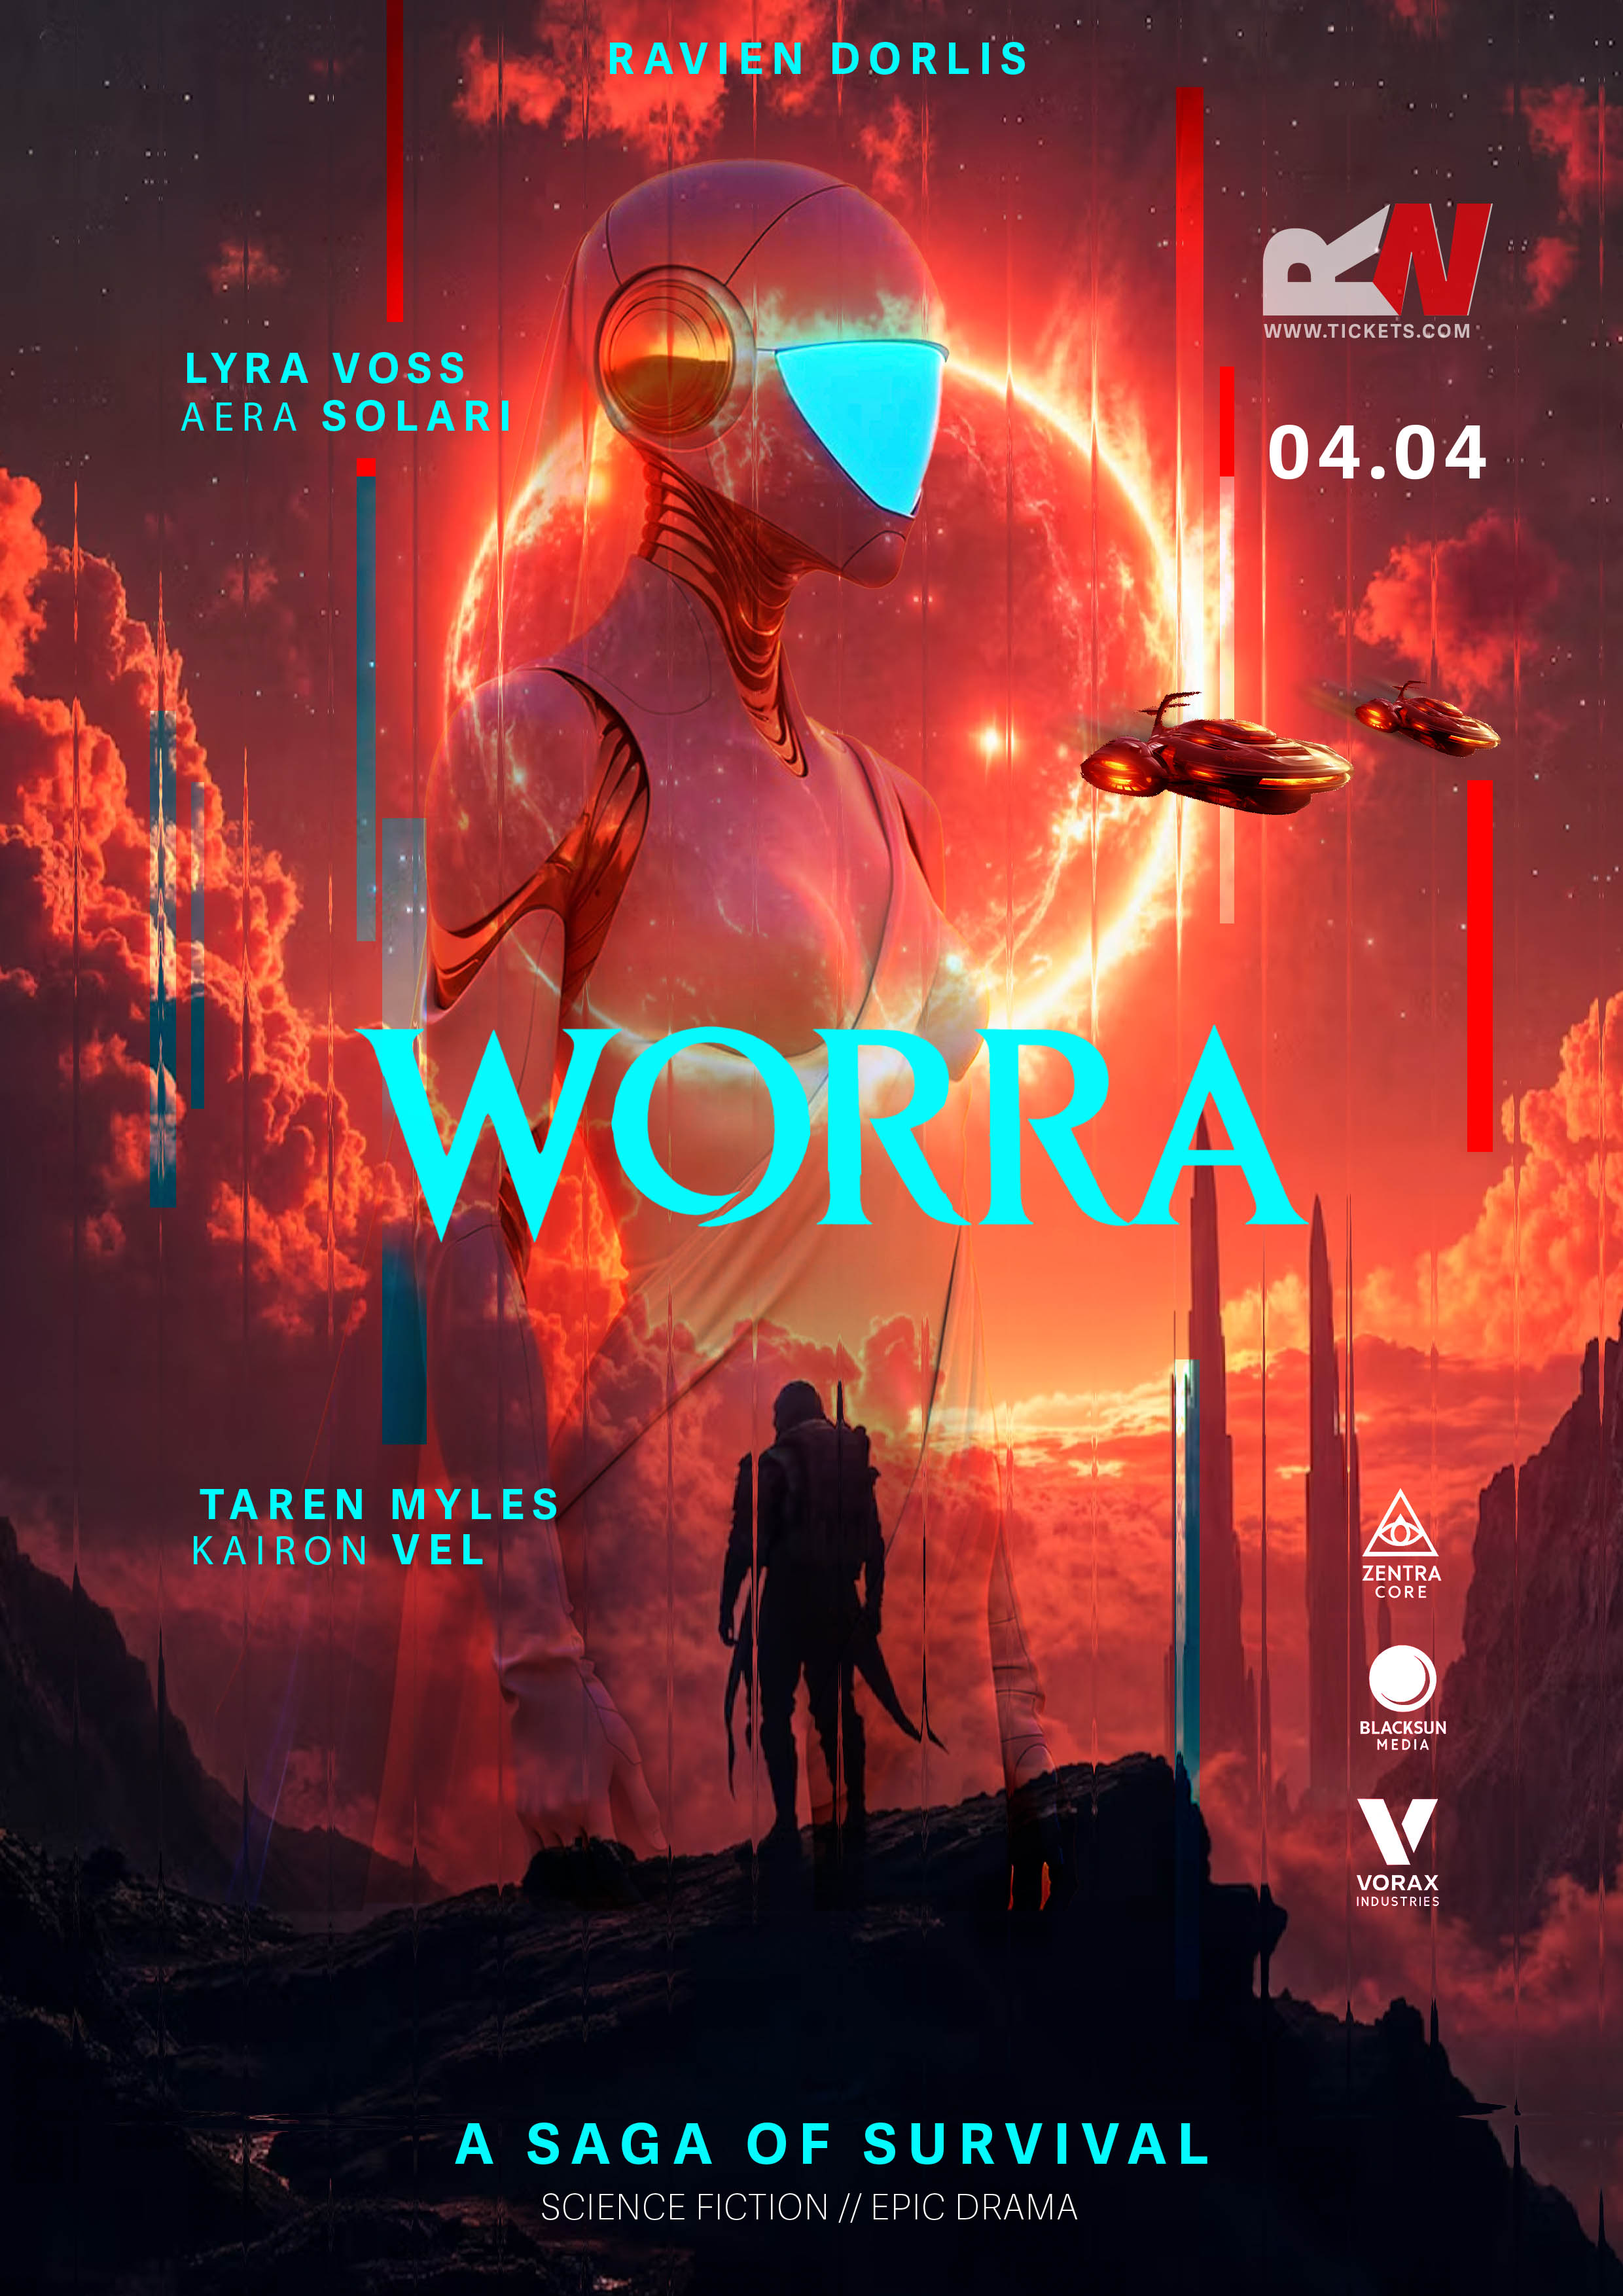 RAVIEN DORLIS
RN
WWW.TICKETS.COM
LYRA VOSS
AERA SOLARI
04.04
WORRA
TAREN MYLES
KAIRON VEL
ZENTRA
CORE
BLACKSUN
MEDIA
VORAX
INDUSTRIES
A SAGA OF SURVIVAL
SCIENCE FICTION // EPIC DRAMA